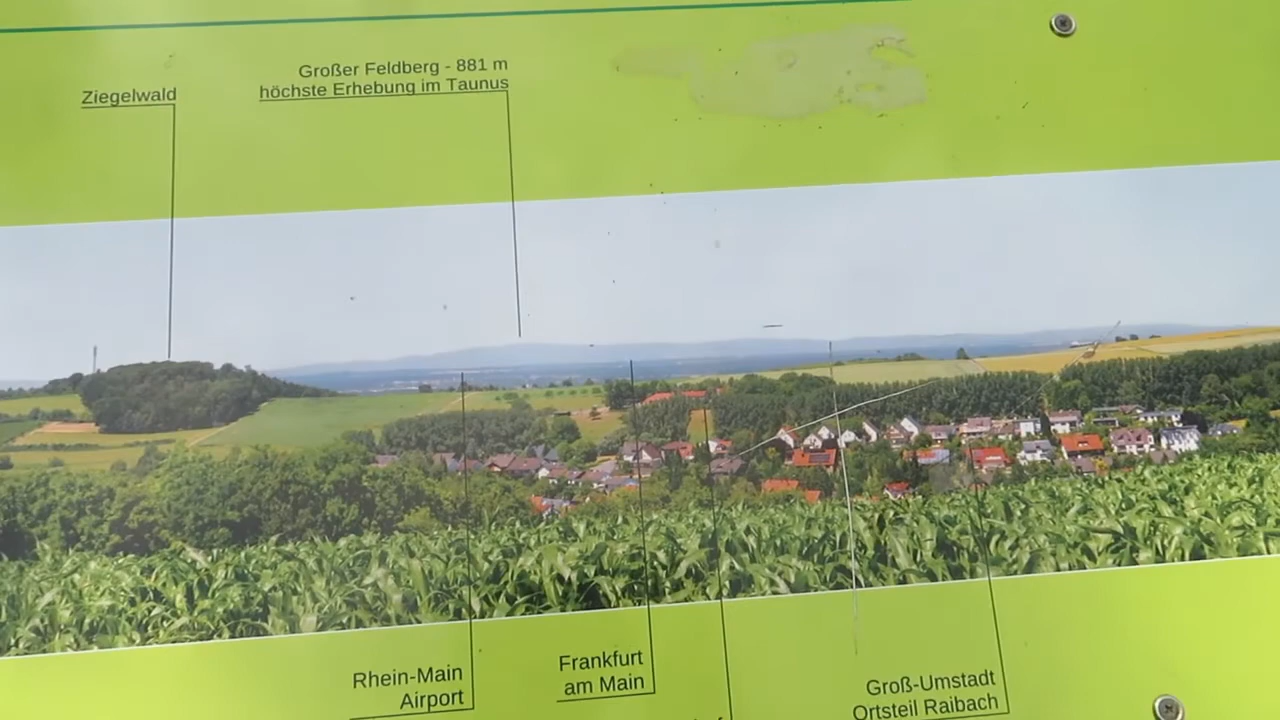 Ziegelwald
Großer Feldberg - 881 m
höchste Erhebung im Taunus
Rhein-Main
Airport
Frankfurt
am Main
Groß-Umstadt
Ortsteil Raibach